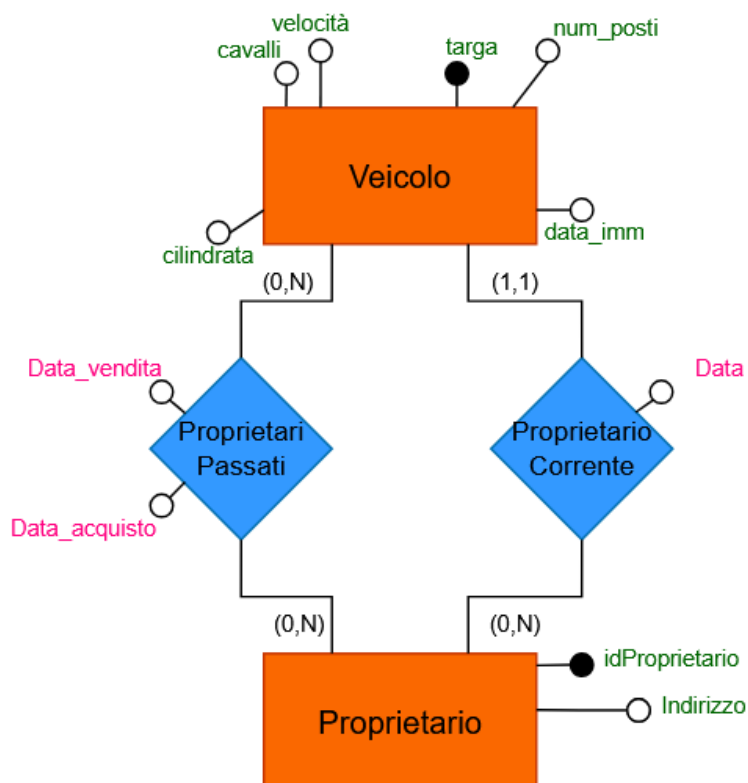 velocità
cavalli
targa
num_posti
Veicolo
cilindrata
data_imm
(0,N)
(1,1)
Data_vendita
Data
Proprietari
Passati
Proprietario
Corrente
Data_acquisto
(0,N)
(0,N)
idProprietario
Indirizzo
Proprietario